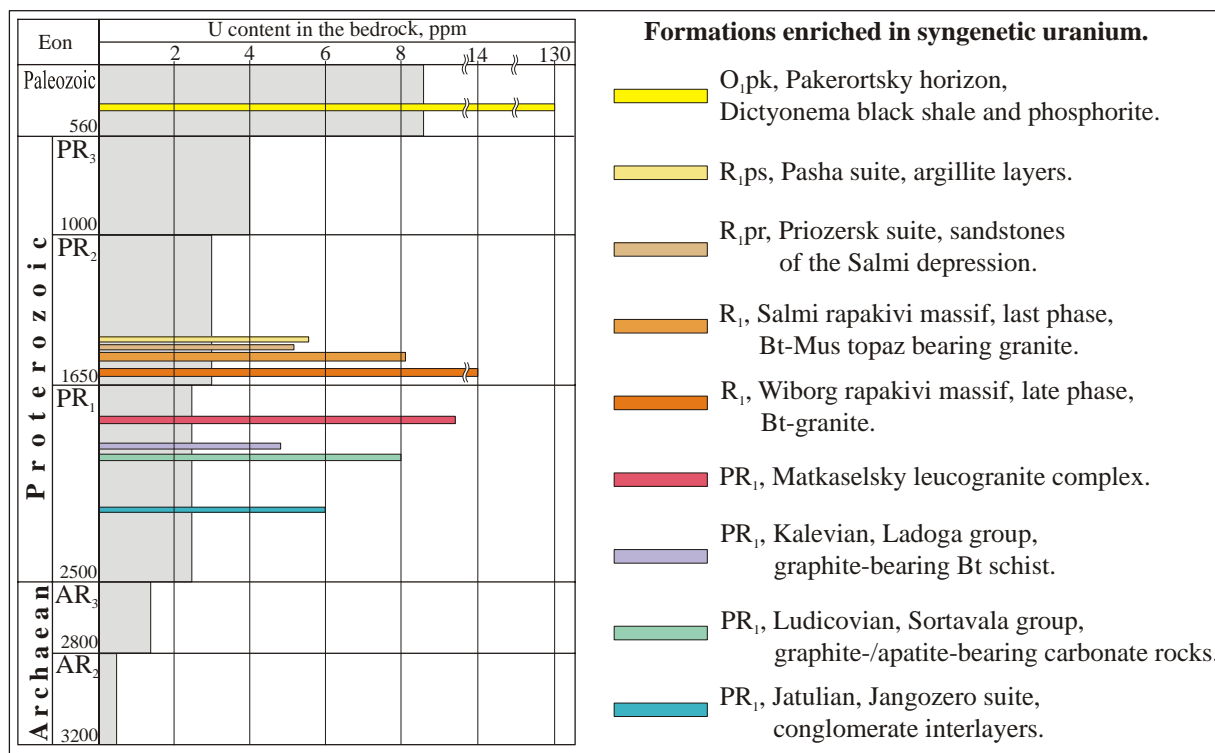 Eon
U content in the bedrock, ppm
2 4 6 8 14 130
Paleozoic
560
PR₃
1000
PR₂
1650
PR₁
2500
AR₃
2800
AR₂
3200
Proterozoic
Archaean
Formations enriched in syngenetic uranium.
O₁pk, Pakerortsky horizon,
Dictyonema black shale and phosphorite.
R₁ps, Pasha suite, argillite layers.
R₁pr, Priozersk suite, sandstones
of the Salmi depression.
R₁, Salmi rapakivi massif, last phase,
Bt-Mus topaz bearing granite.
R₁, Wiborg rapakivi massif, late phase,
Bt-granite.
PR₁, Matkaselsky leucogranite complex.
PR₁, Kalevian, Ladoga group,
graphite-bearing Bt schist.
PR₁, Ludicovian, Sortavala group,
graphite-/apatite-bearing carbonate rocks.
PR₁, Jatulian, Jangozero suite,
conglomerate interlayers.